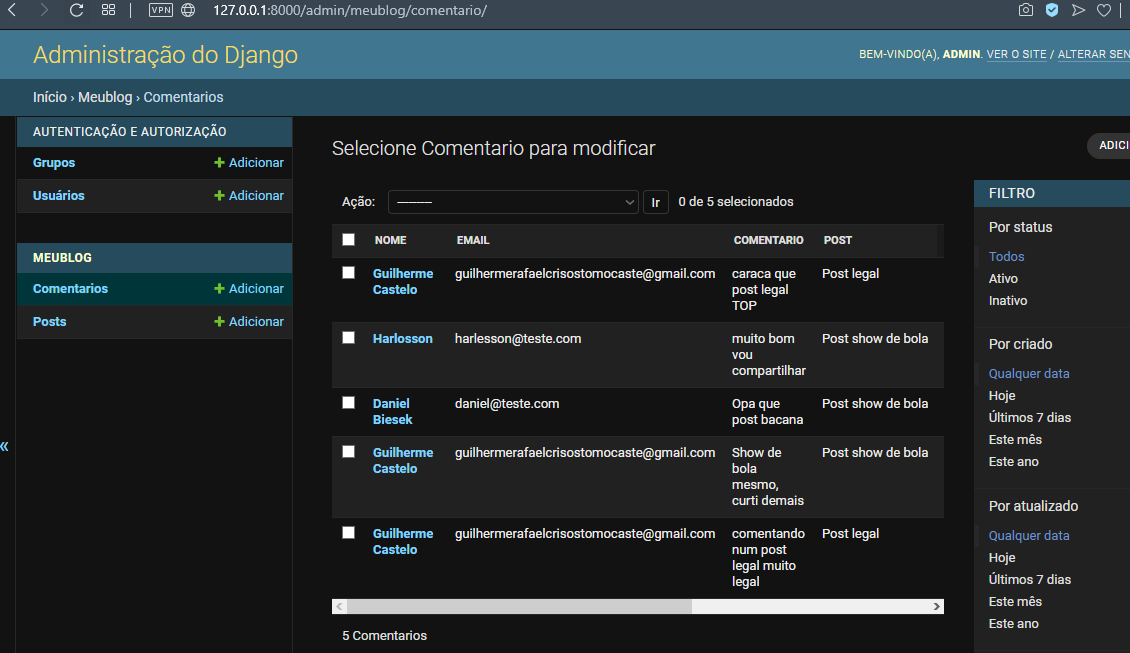 VPN 127.0.0.1:8000/admin/meublog/comentario/
Administração do Django
BEM-VINDO(A), ADMIN. VER O SITE / ALTERAR SEN
Início › Meublog › Comentarios
AUTENTICAÇÃO E AUTORIZAÇÃO
Grupos + Adicionar
Usuários + Adicionar
MEUBLOG
Comentarios + Adicionar
Posts + Adicionar
«
Selecione Comentario para modificar
ADICI
Ação: --------- Ir 0 de 5 selecionados
NOME EMAIL COMENTARIO POST
Guilherme guilhermerafaelcrisostomocaste@gmail.com caraca que Post legal
Castelo post legal
TOP
Harlosson harlesson@teste.com muito bom Post show de bola
vou
compartilhar
Daniel daniel@teste.com Opa que Post show de bola
Biesek post bacana
Guilherme guilhermerafaelcrisostomocaste@gmail.com Show de Post show de bola
Castelo bola
mesmo,
curti demais
Guilherme guilhermerafaelcrisostomocaste@gmail.com comentando Post legal
Castelo num post
legal muito
legal
5 Comentarios
FILTRO
Por status
Todos
Ativo
Inativo
Por criado
Qualquer data
Hoje
Últimos 7 dias
Este mês
Este ano
Por atualizado
Qualquer data
Hoje
Últimos 7 dias
Este mês
Este ano